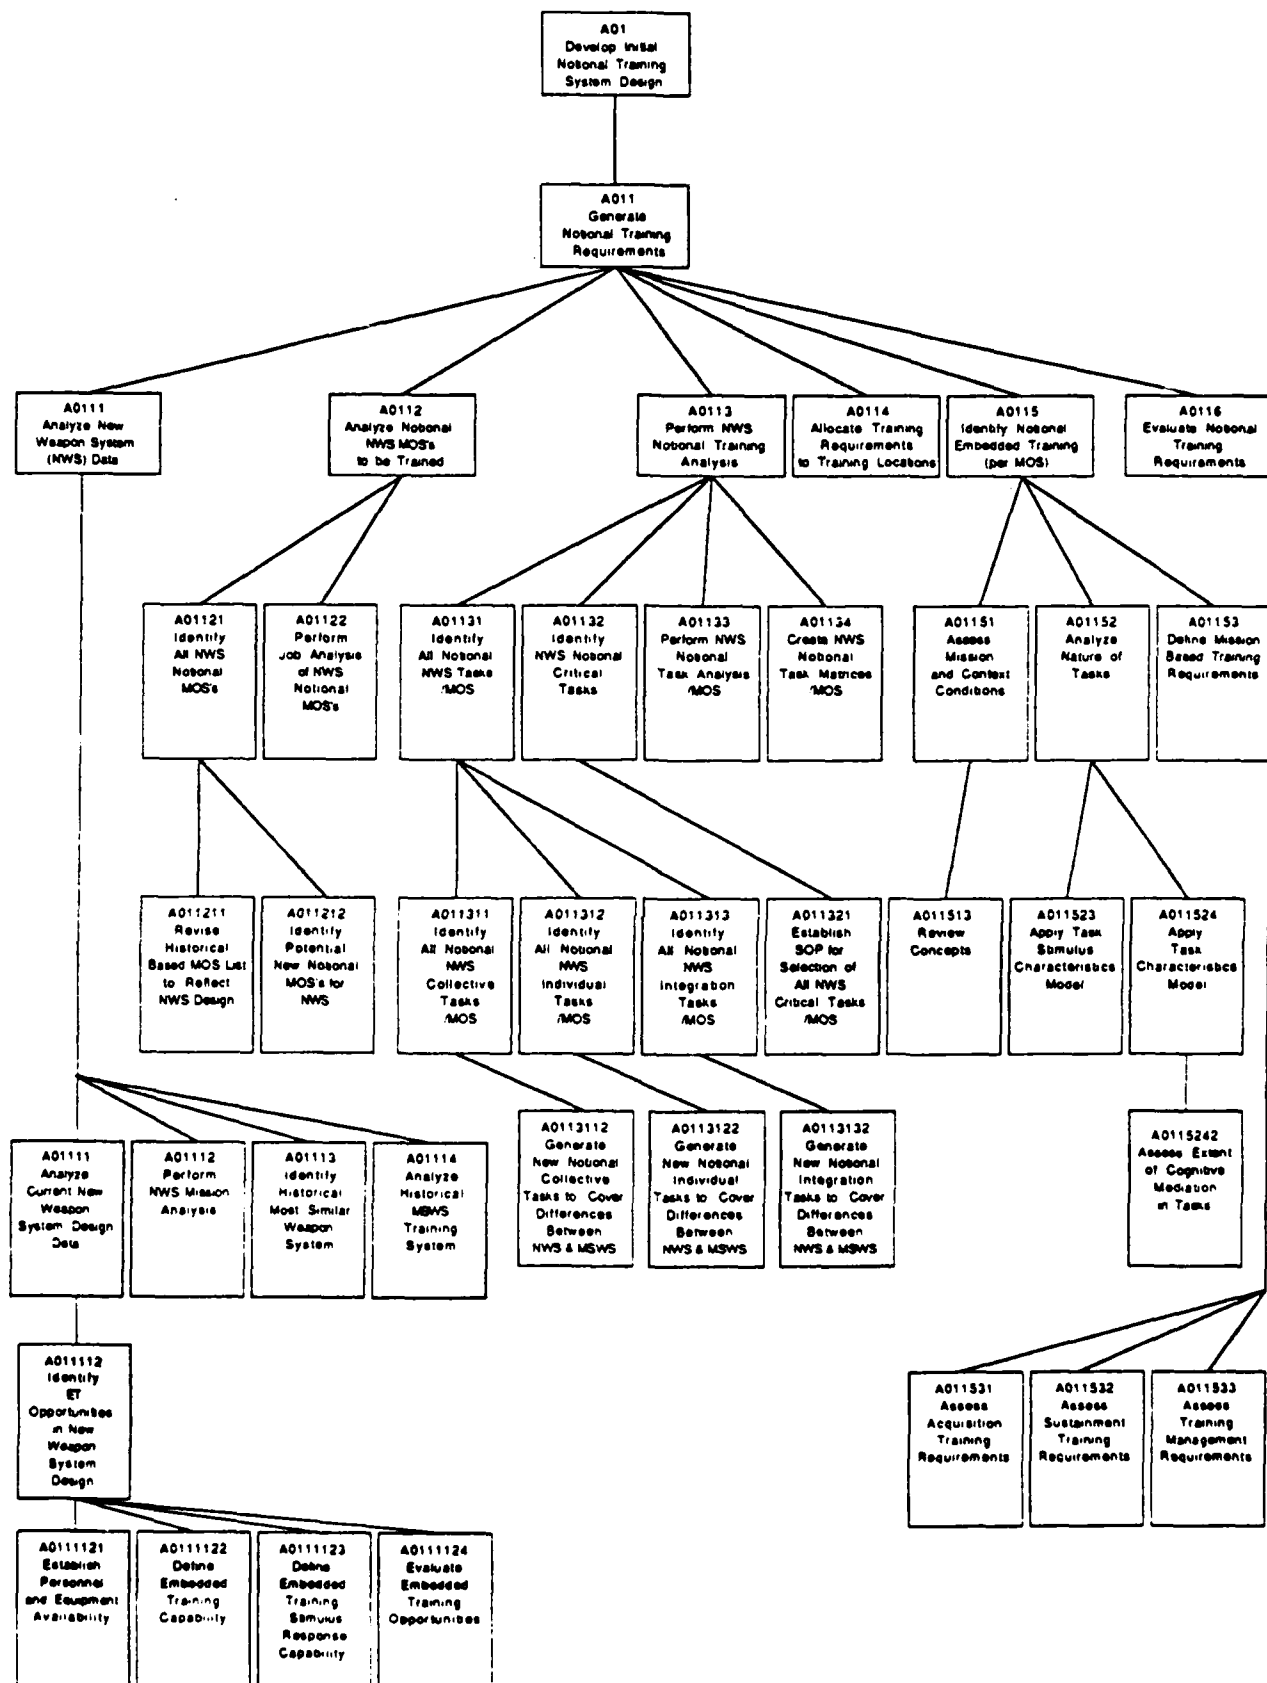 A01
Develop Initial
Notional Training
System Design
A011
Generate
Notional Training
Requirements
A0111
Analyze New
Weapon System
(NWS) Data
A0112
Analyze Notional
NWS MOS's
to be Trained
A0113
Perform NWS
Notional Training
Analysis
A0114
Allocate Training
Requirements
to Training Locations
A0115
Identify Notional
Embedded Training
(per MOS)
A0116
Evaluate Notional
Training
Requirements
A01121
Identify
All NWS
Notional
MOS's
A01122
Perform
Job Analysis
of NWS
Notional
MOS's
A01131
Identify
All Notional
NWS Tasks
/MOS
A01132
Identify
NWS Notional
Critical
Tasks
A01133
Perform NWS
Notional
Task Analysis
/MOS
A01134
Create NWS
Notional
Task Matrices
/MOS
A01151
Assess
Mission
and Context
Conditions
A01152
Analyze
Nature of
Tasks
A01153
Define Mission
Based Training
Requirements
A011211
Revise
Historical
Based MOS List
to Reflect
NWS Design
A011212
Identify
Potential
New Notional
MOS's for
NWS
A011311
Identify
All Notional
NWS
Collective
Tasks
/MOS
A011312
Identify
All Notional
NWS
Individual
Tasks
/MOS
A011313
Identify
All Notional
NWS
Integration
Tasks
/MOS
A011321
Establish
SOP for
Selection of
All NWS
Critical Tasks
/MOS
A011513
Review
Concepts
A011523
Apply Task
Stimulus
Characteristics
Model
A011524
Apply
Task
Characteristics
Model
A01111
Analyze
Current New
Weapon
System Design
Data
A01112
Perform
NWS Mission
Analysis
A01113
Identify
Historical
Most Similar
Weapon
System
A01114
Analyze
Historical
MSWS
Training
System
A0113112
Generate
New Notional
Collective
Tasks to Cover
Differences
Between
NWS & MSWS
A0113122
Generate
New Notional
Individual
Tasks to Cover
Differences
Between
NWS & MSWS
A0113132
Generate
New Notional
Integration
Tasks to Cover
Differences
Between
NWS & MSWS
A0115242
Assess Extent
of Cognitive
Mediation
in Tasks
A011112
Identify
ET
Opportunities
in New
Weapon
System
Design
A011531
Assess
Acquisition
Training
Requirements
A011532
Assess
Sustainment
Training
Requirements
A011533
Assess
Training
Management
Requirements
A0111121
Establish
Personnel
and Equipment
Availability
A0111122
Define
Embedded
Training
Capability
A0111123
Define
Embedded
Training
Stimulus
Response
Capability
A0111124
Evaluate
Embedded
Training
Opportunities